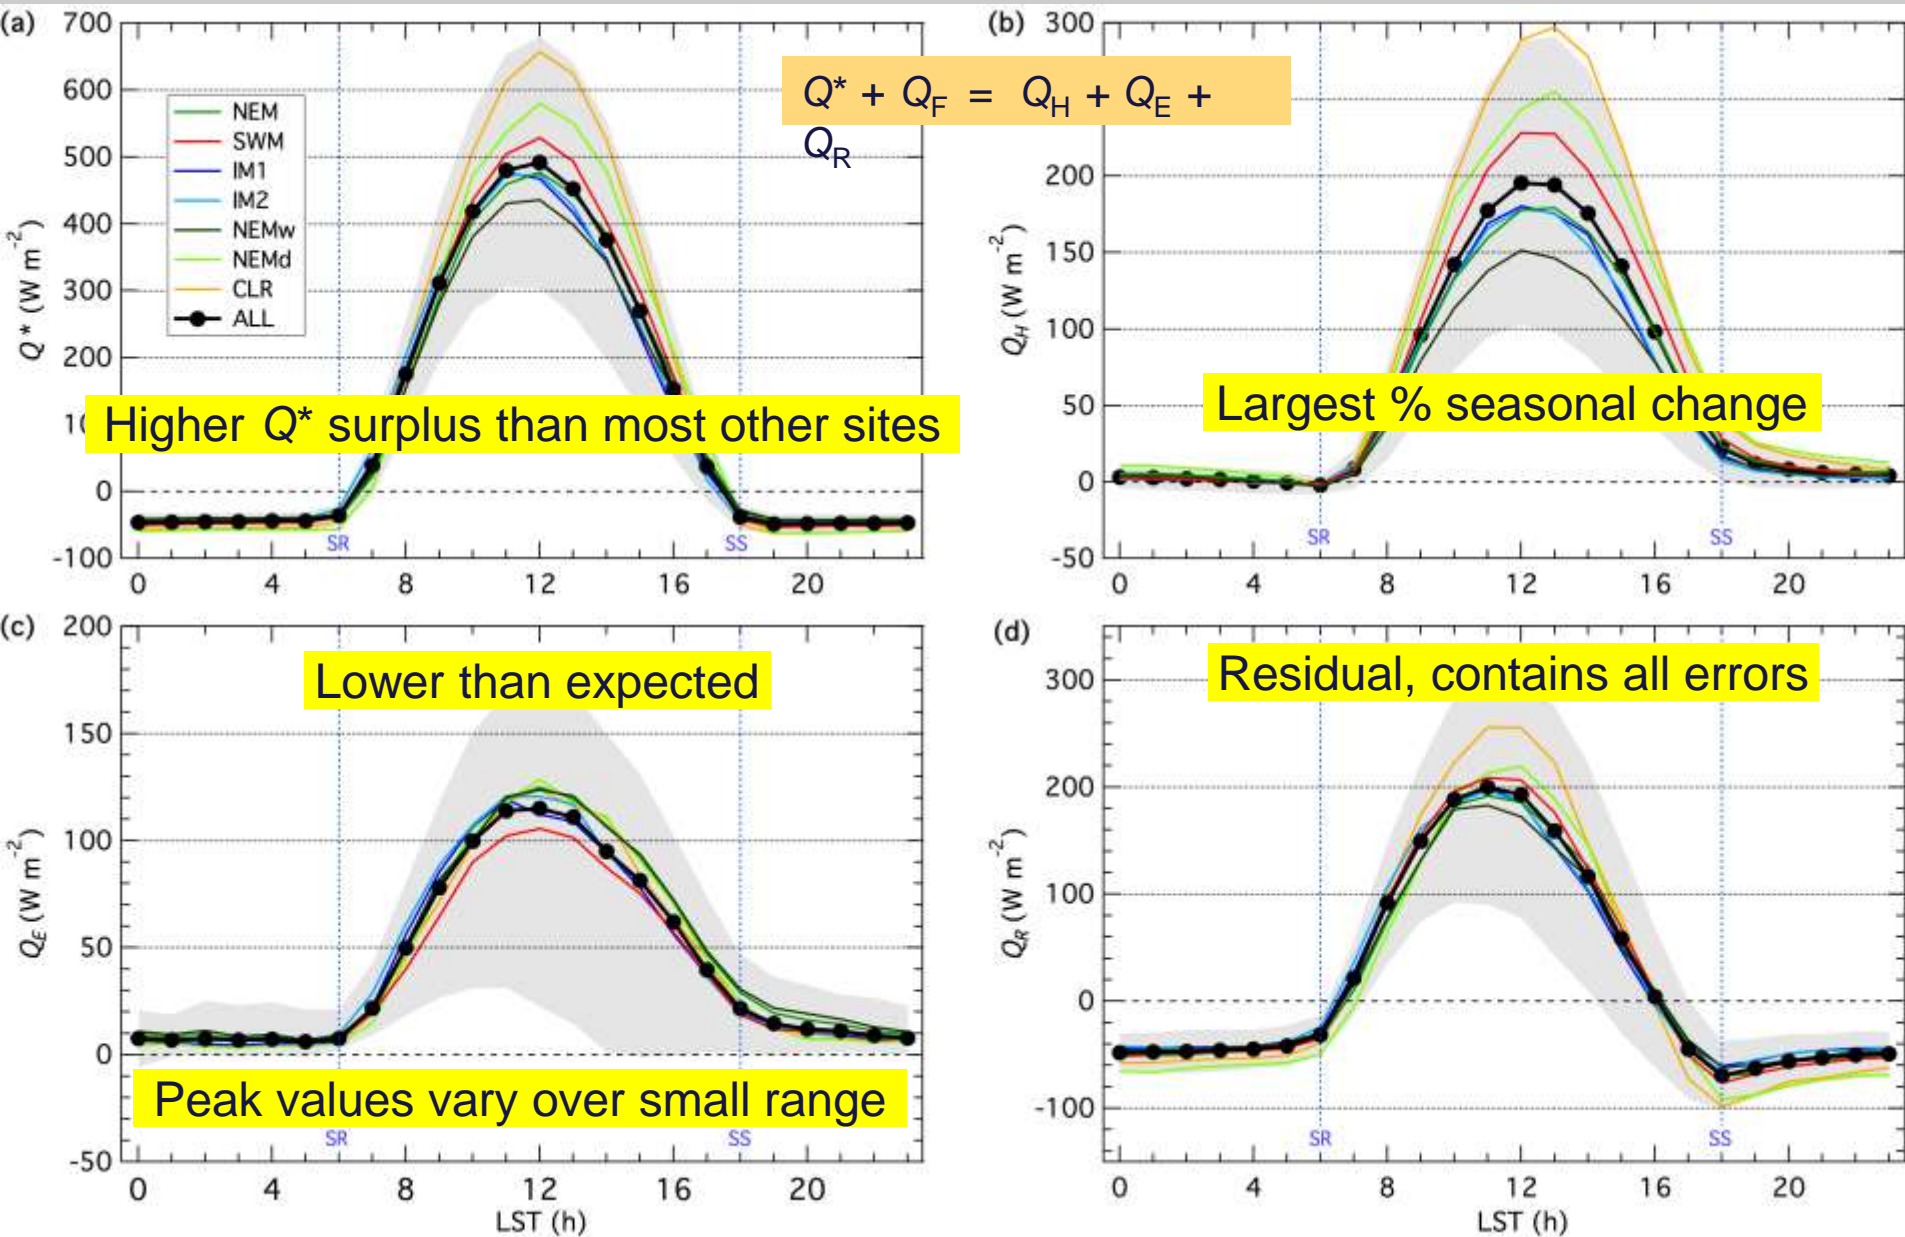 (a)
700
600
500
400
300
200
10
0
-100
Q* (W m-2)
NEM
SWM
IM1
IM2
NEMw
NEMd
CLR
ALL
Higher Q* surplus than most other sites
SR
SS
0 4 8 12 16 20
Q* + QF = QH + QE +
QR
(b)
300
200
150
100
50
0
-50
QH (W m-2)
Largest % seasonal change
SR
SS
0 4 8 12 16 20
(c)
200
150
100
50
0
-50
QE (W m-2)
Lower than expected
Peak values vary over small range
SR
SS
0 4 8 12 16 20
LST (h)
(d)
300
200
100
0
-100
QR (W m-2)
Residual, contains all errors
SR
SS
0 4 8 12 16 20
LST (h)